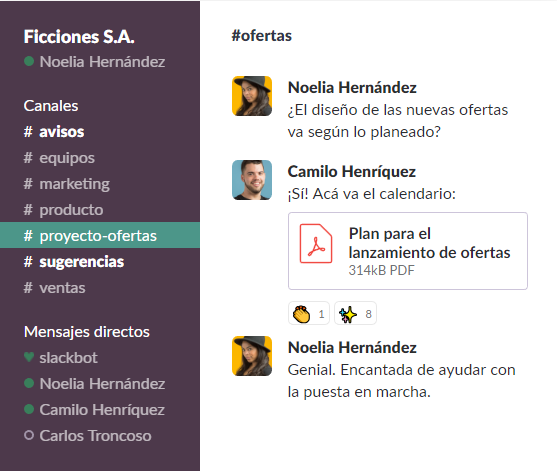 Ficciones S.A.
Noelia Hernández
Canales
# avisos
# equipos
# marketing
# producto
# proyecto-ofertas
# sugerencias
# ventas
Mensajes directos
slackbot
Noelia Hernández
Camilo Henríquez
Carlos Troncoso
#ofertas
Noelia Hernández
¿El diseño de las nuevas ofertas
va según lo planeado?
Camilo Henríquez
¡Sí! Acá va el calendario:
Plan para el
lanzamiento de ofertas
314kB PDF
1
8
Noelia Hernández
Genial. Encantada de ayudar con
la puesta en marcha.